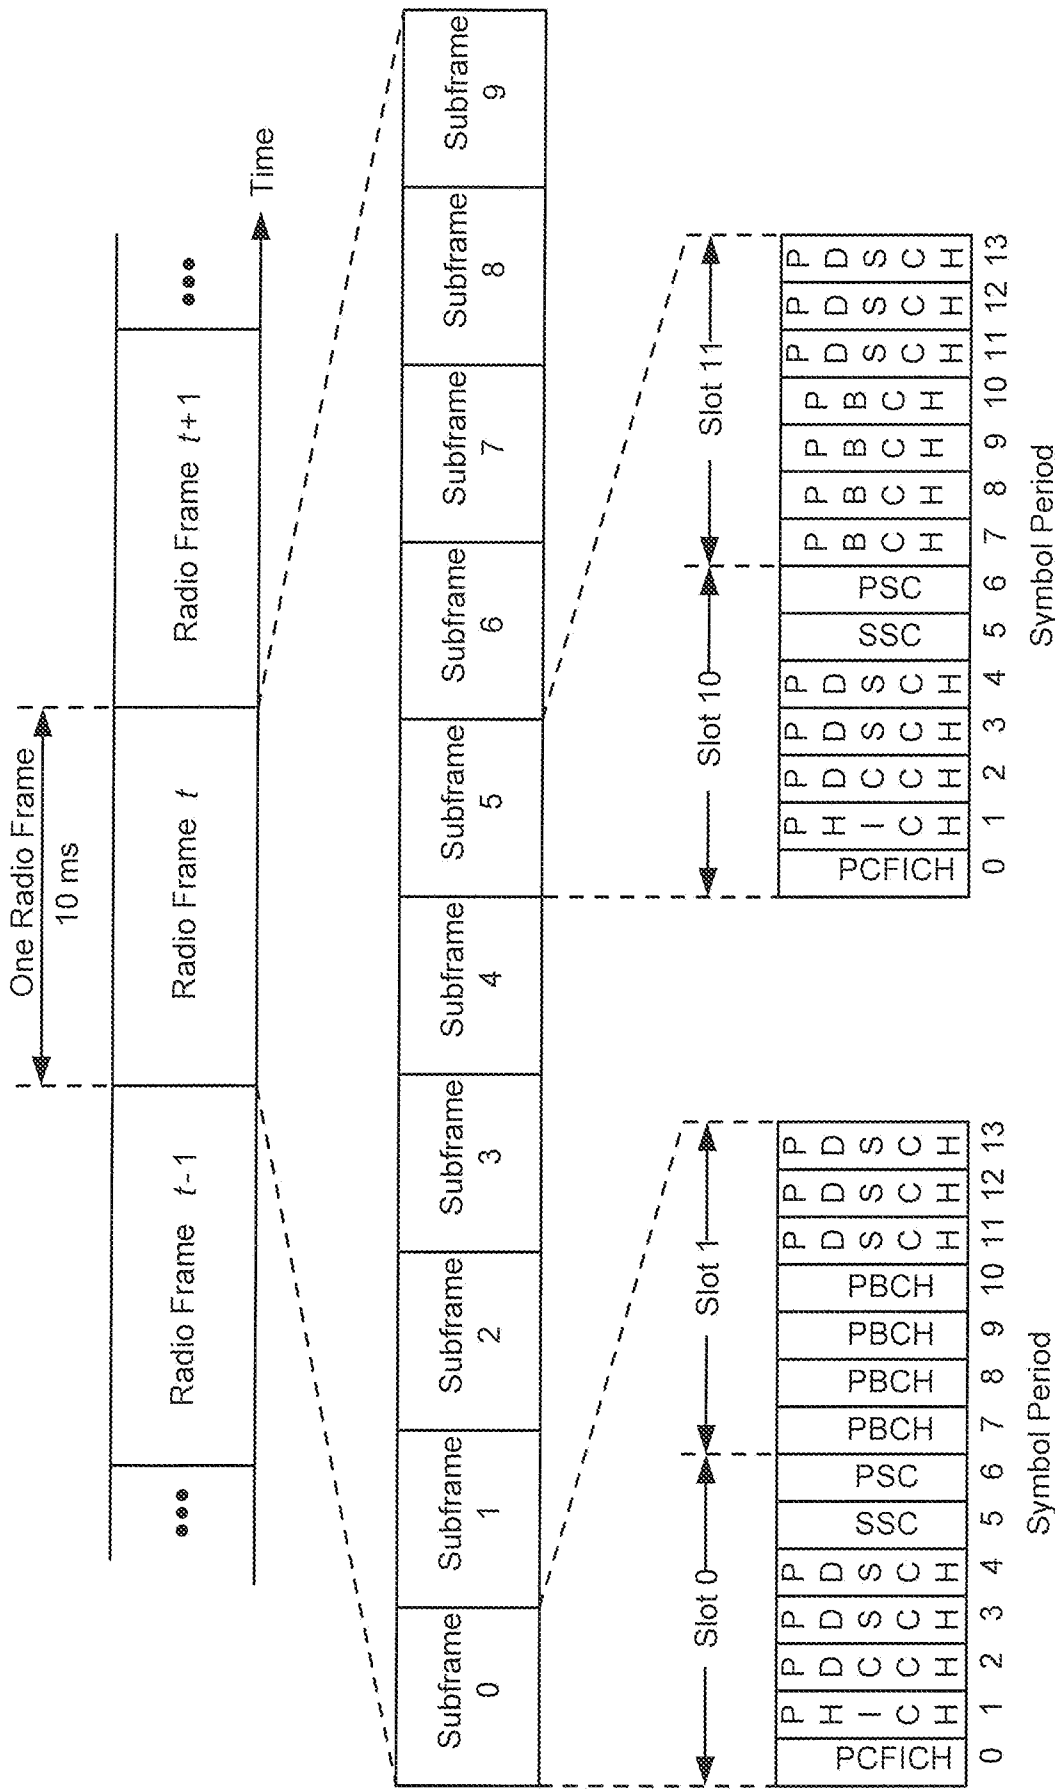 One Radio Frame
10 ms
Radio Frame t-1
Radio Frame t
Radio Frame t+1
Time
Subframe
0
Subframe
1
Subframe
2
Subframe
3
Subframe
4
Subframe
5
Subframe
6
Subframe
7
Subframe
8
Subframe
9
Slot 0
Slot 1
PCFICH
PHICH
PDCCH
PDSCH
PDSCH
SSC
PSC
PBCH
PBCH
PBCH
PBCH
PDSCH
PDSCH
PDSCH
0 1 2 3 4 5 6 7 8 9 10 11 12 13
Symbol Period
Slot 10
Slot 11
PCFICH
PHICH
PDCCH
PDSCH
PDSCH
SSC
PSC
PBCH
PBCH
PBCH
PBCH
PDSCH
PDSCH
PDSCH
0 1 2 3 4 5 6 7 8 9 10 11 12 13
Symbol Period